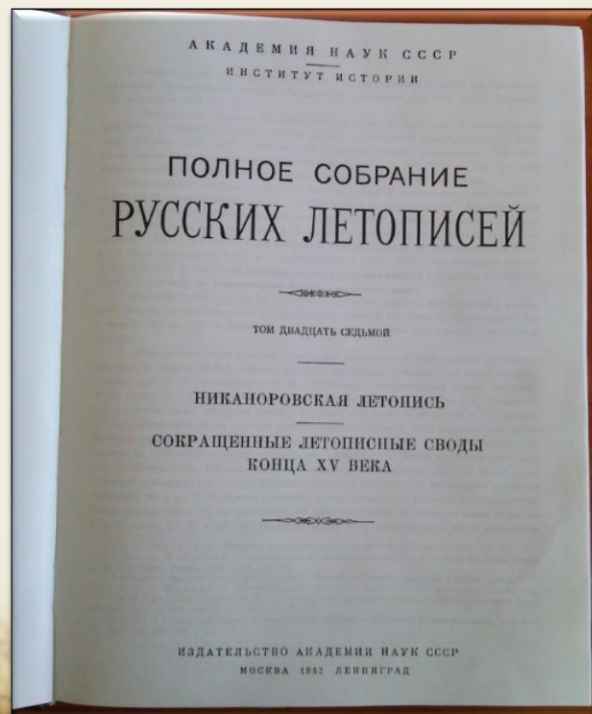 АКАДЕМИЯ НАУК СССР
ИНСТИТУТ ИСТОРИИ
ПОЛНОЕ СОБРАНИЕ
РУССКИХ ЛЕТОПИСЕЙ
ТОМ ДВАДЦАТЬ СЕДЬМОЙ
НИКАНОРОВСКАЯ ЛЕТОПИСЬ
СОКРАЩЕННЫЕ ЛЕТОПИСНЫЕ СВОДЫ
КОНЦА XV ВЕКА
ИЗДАТЕЛЬСТВО АКАДЕМИИ НАУК СССР
МОСКВА 1962 ЛЕНИНГРАД